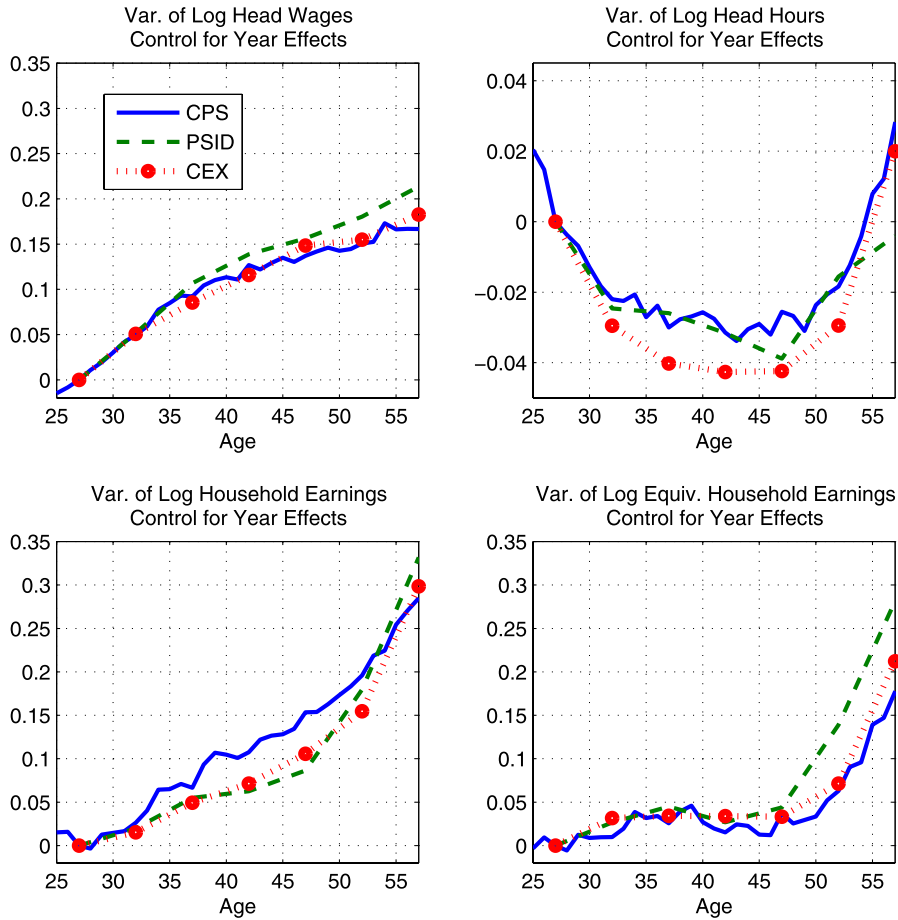 Var. of Log Head Wages
Control for Year Effects
0.35
0.3
0.25
0.2
0.15
0.1
0.05
0
CPS
PSID
CEX
25 30 35 40 45 50 55
Age
Var. of Log Head Hours
Control for Year Effects
0.04
0.02
0
−0.02
−0.04
25 30 35 40 45 50 55
Age
Var. of Log Household Earnings
Control for Year Effects
0.35
0.3
0.25
0.2
0.15
0.1
0.05
0
25 30 35 40 45 50 55
Age
Var. of Log Equiv. Household Earnings
Control for Year Effects
0.35
0.3
0.25
0.2
0.15
0.1
0.05
0
25 30 35 40 45 50 55
Age